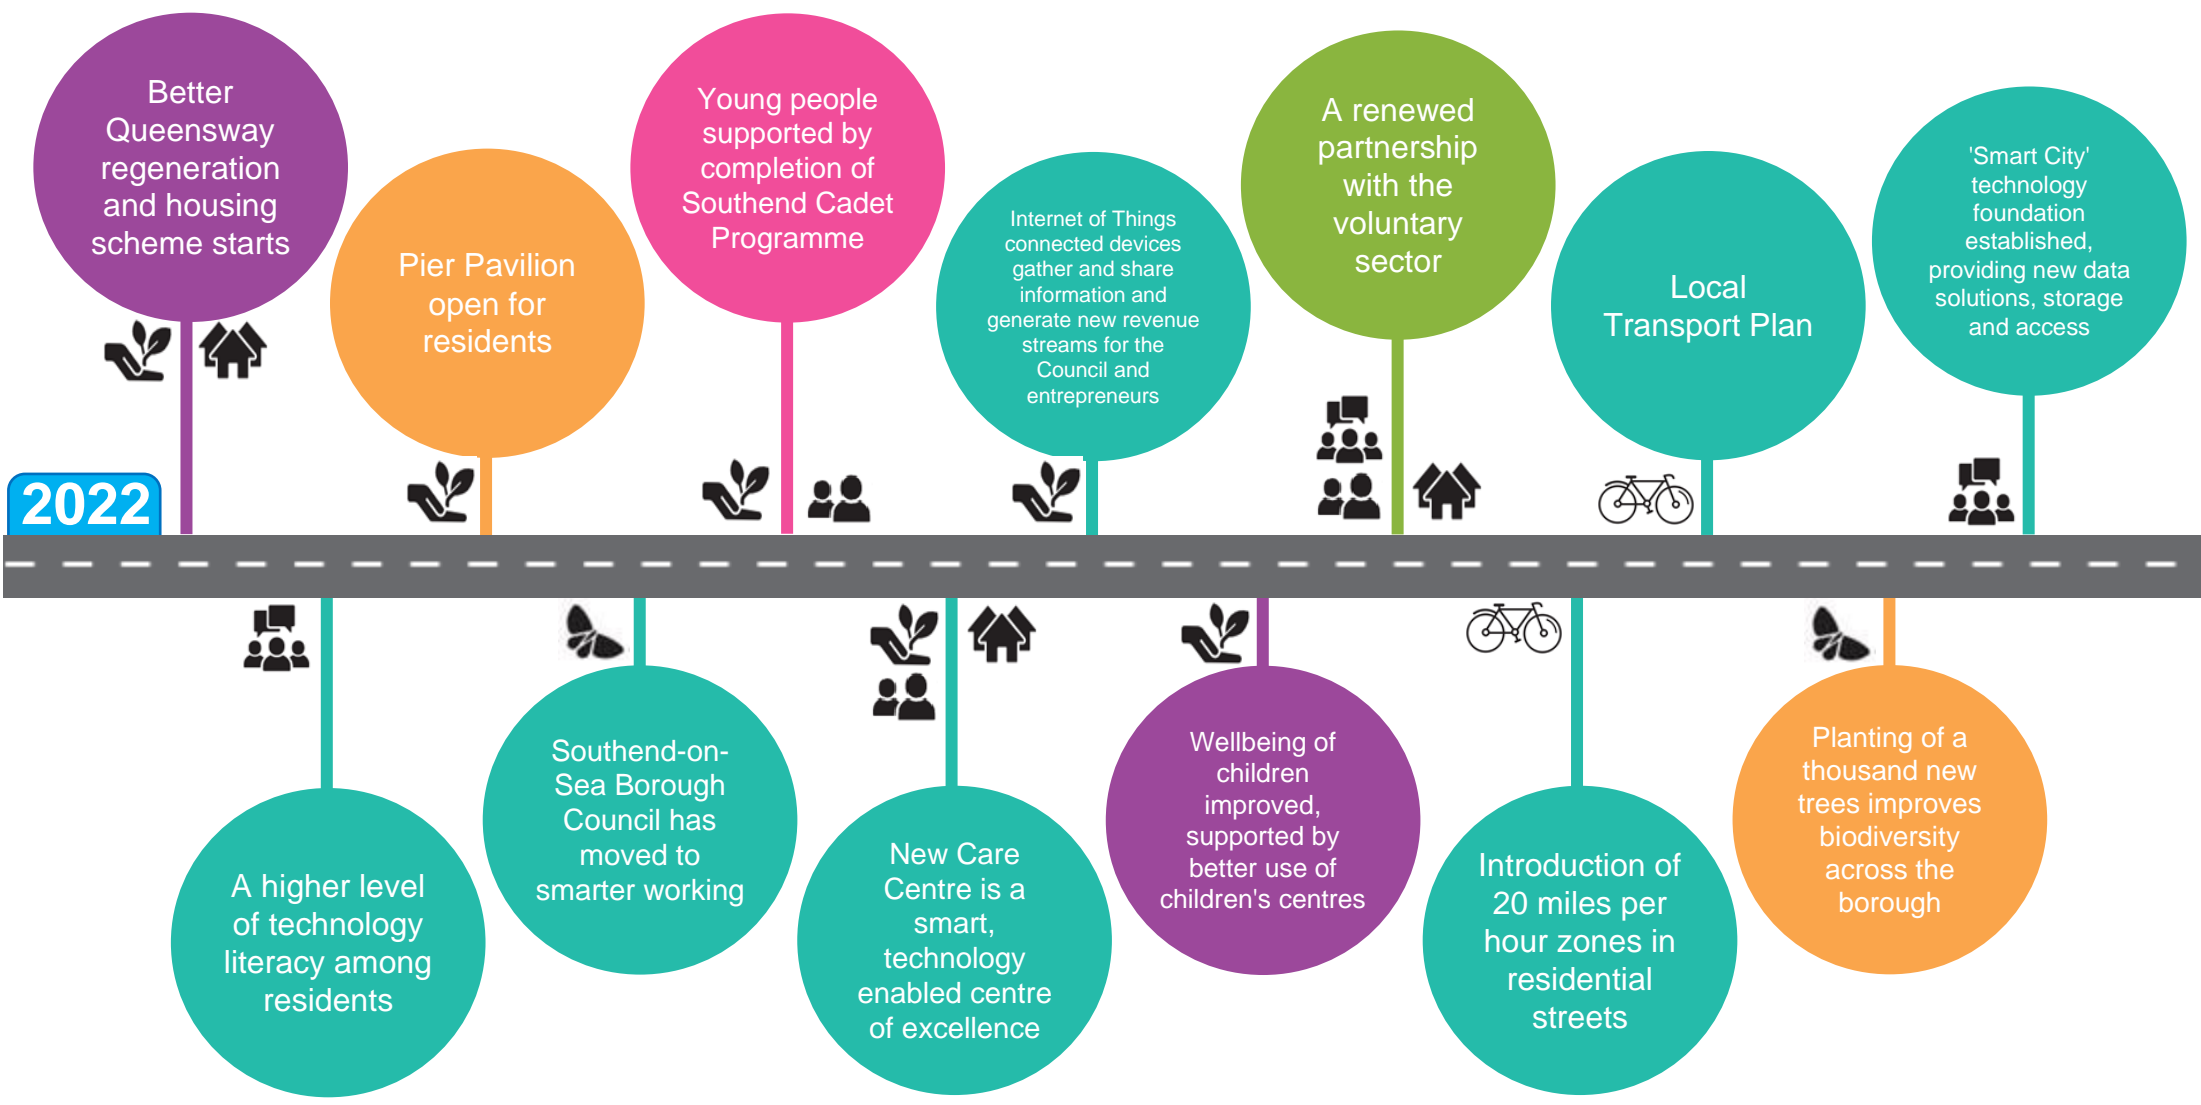 Better
Queensway
regeneration
and housing
scheme starts
Pier Pavilion
open for
residents
Young people
supported by
completion of
Southend Cadet
Programme
Internet of Things
connected devices
gather and share
information and
generate new revenue
streams for the
Council and
entrepreneurs
A renewed
partnership
with the
voluntary
sector
Local
Transport Plan
'Smart City'
technology
foundation
established,
providing new data
solutions, storage
and access
2022
A higher level
of technology
literacy among
residents
Southend-on-
Sea Borough
Council has
moved to
smarter working
New Care
Centre is a
smart,
technology
enabled centre
of excellence
Wellbeing of
children
improved,
supported by
better use of
children's centres
Introduction of
20 miles per
hour zones in
residential
streets
Planting of a
thousand new
trees improves
biodiversity
across the
borough